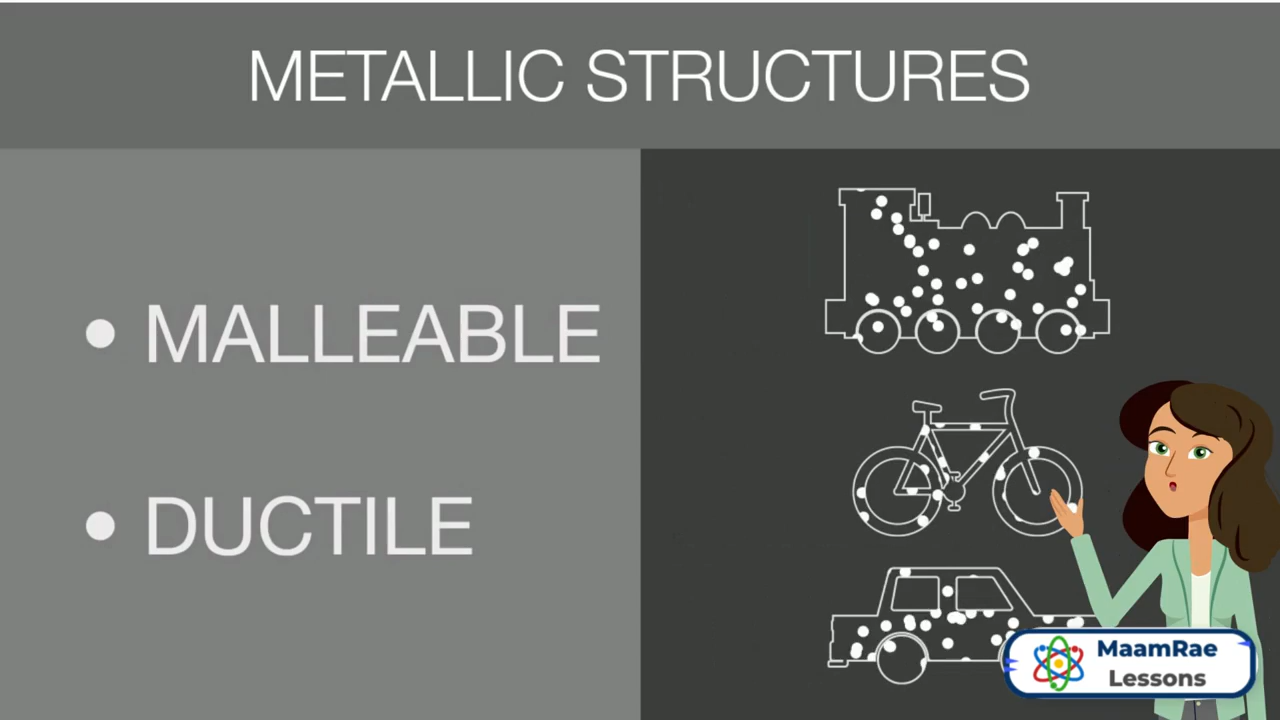 METALLIC STRUCTURES
• MALLEABLE
• DUCTILE
MaamRae
Lessons